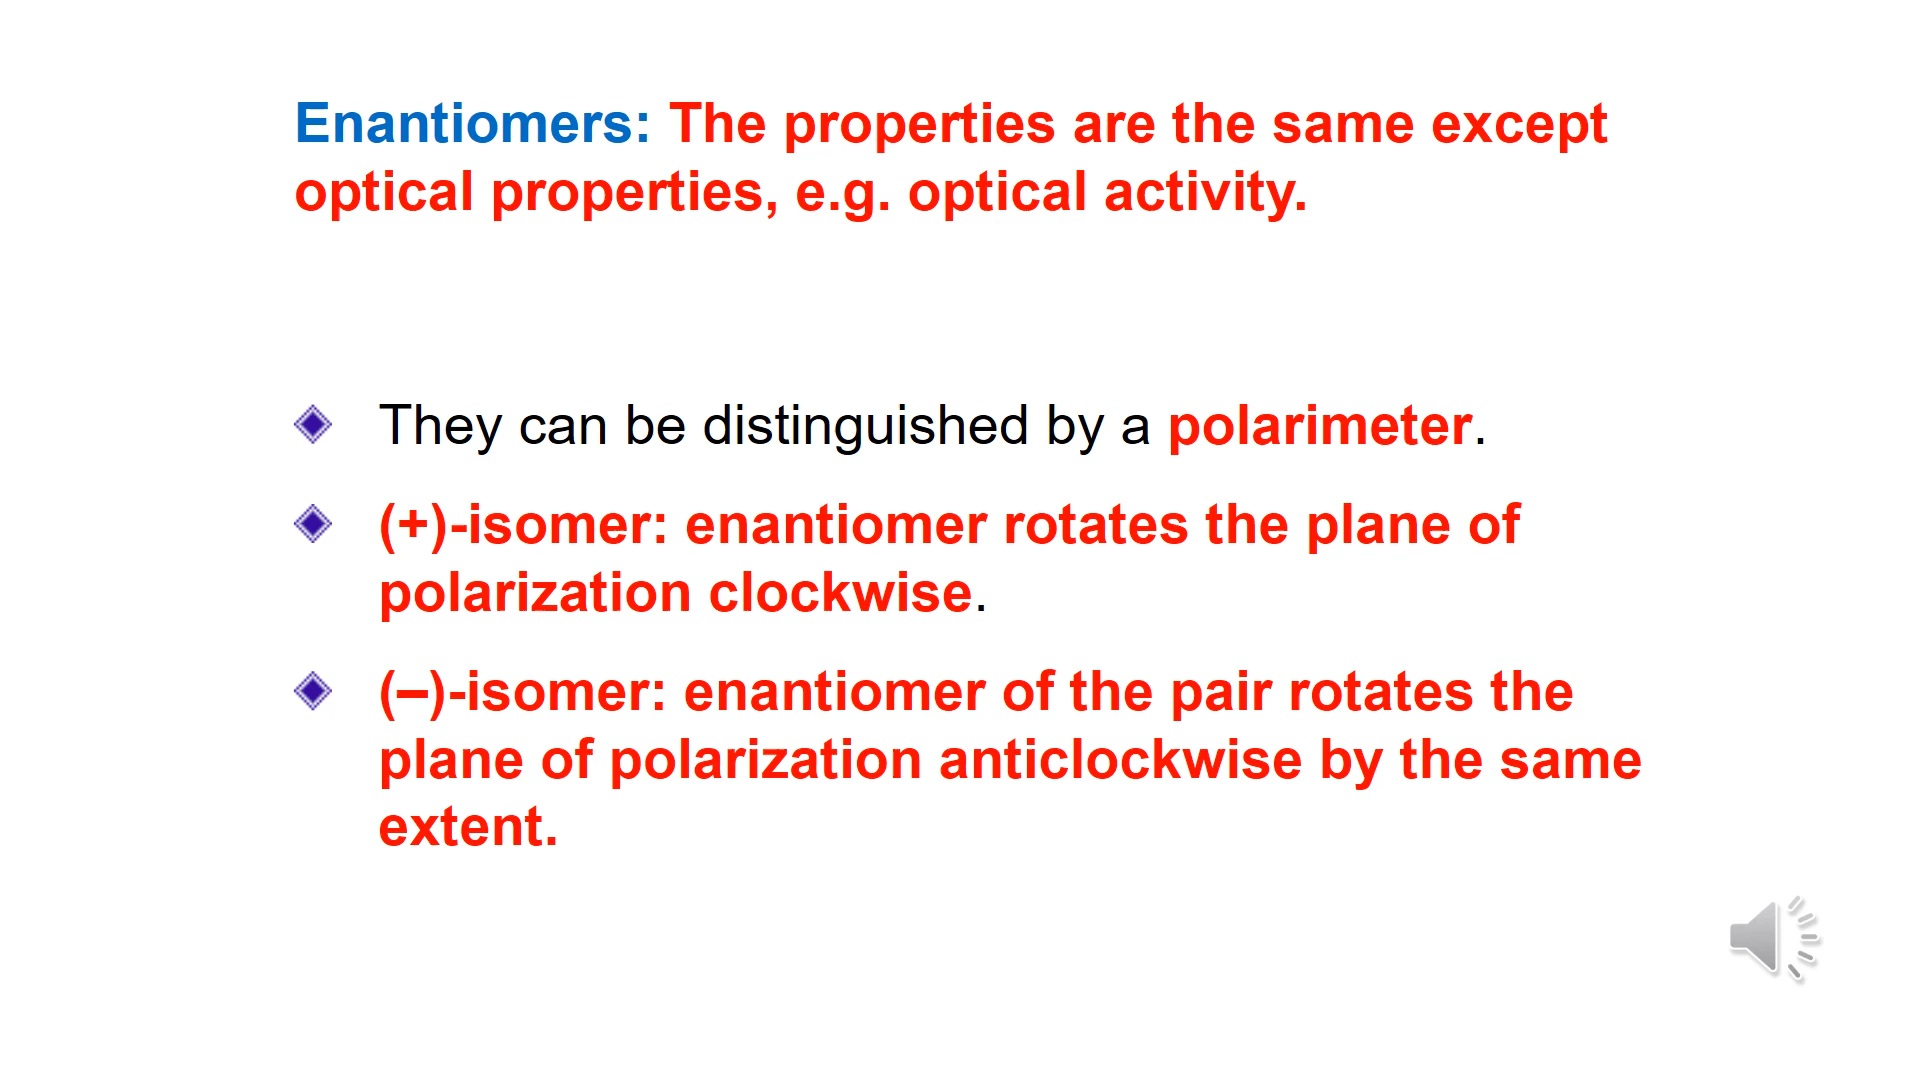 Enantiomers: The properties are the same except
optical properties, e.g. optical activity.
They can be distinguished by a polarimeter.
(+)-isomer: enantiomer rotates the plane of
polarization clockwise.
(–)-isomer: enantiomer of the pair rotates the
plane of polarization anticlockwise by the same
extent.